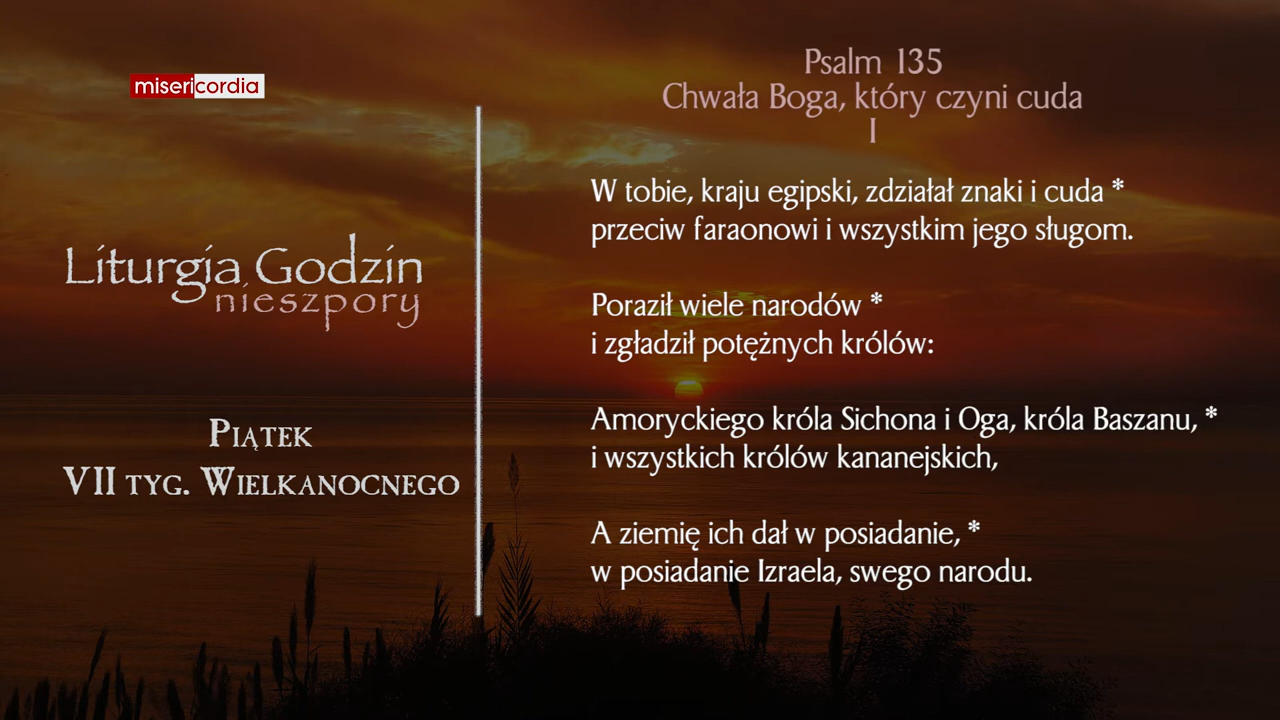 misericordia
Liturgia Godzin
nieszpory
Piątek
VII tyg. Wielkanocnego
Psalm 135
Chwała Boga, który czyni cuda
I
W tobie, kraju egipski, zdziałał znaki i cuda *
przeciw faraonowi i wszystkim jego sługom.
Poraził wiele narodów *
i zgładził potężnych królów:
Amoryckiego króla Sichona i Oga, króla Baszanu, *
i wszystkich królów kananejskich,
A ziemię ich dał w posiadanie, *
w posiadanie Izraela, swego narodu.